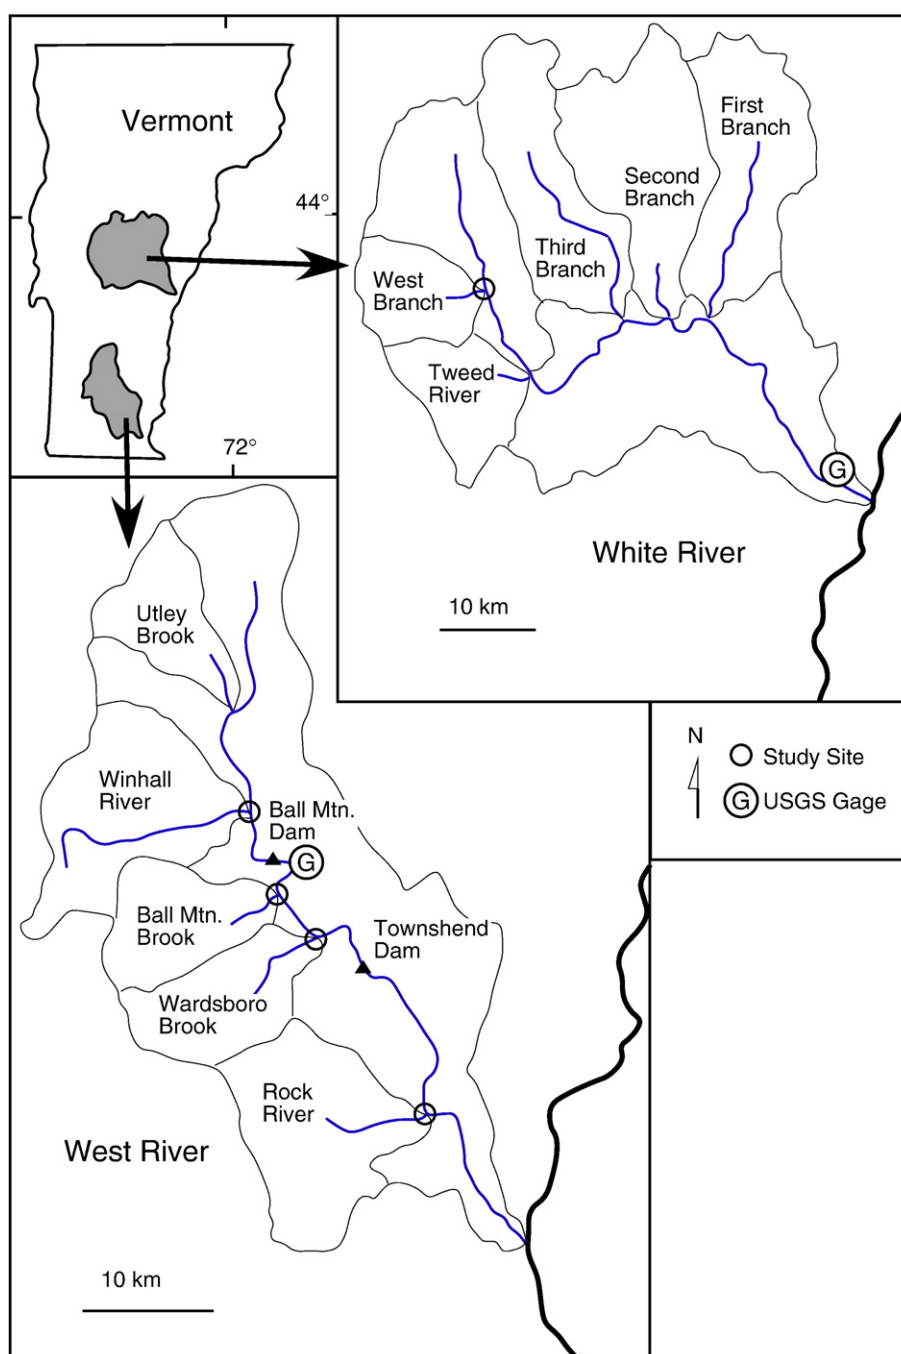 Vermont
44°
72°
First
Branch
Second
Branch
Third
Branch
West
Branch
Tweed
River
G
White River
10 km
Utley
Brook
Winhall
River
Ball Mtn.
Dam
G
Ball Mtn.
Brook
Townshend
Dam
Wardsboro
Brook
Rock
River
West River
10 km
N
Study Site
G USGS Gage